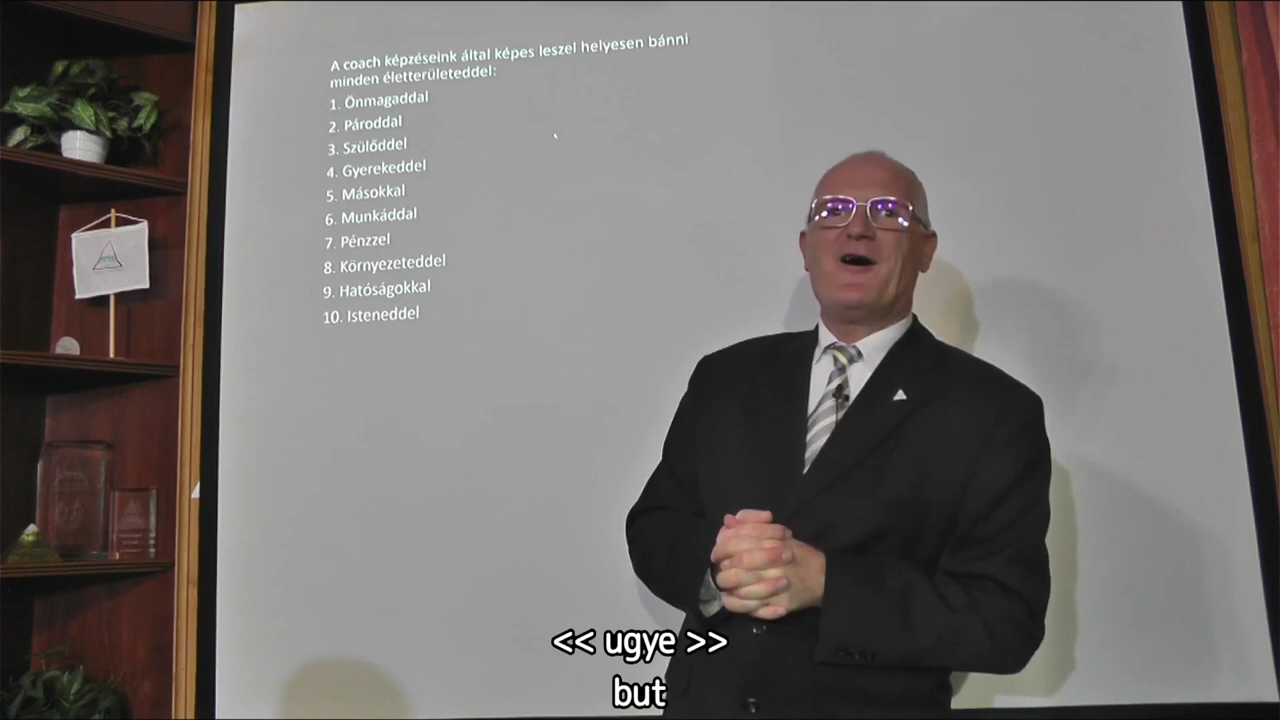 A coach képzéseink által képes leszel helyesen bánni
minden életterületeddel:
1. Önmagaddal
2. Pároddal
3. Szülőddel
4. Gyerekeddel
5. Másokkal
6. Munkáddal
7. Pénzzel
8. Környezeteddel
9. Hatóságokkal
10. Isteneddel
<< ugye >>
but